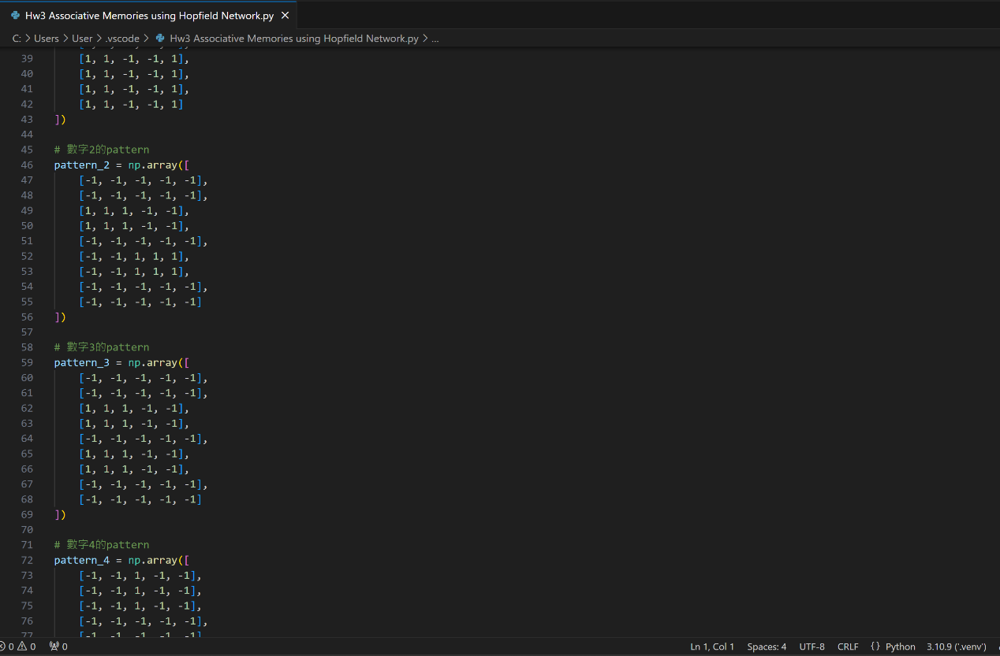 Hw3 Associative Memories using Hopfield Network.py
C: > Users > User > .vscode > Hw3 Associative Memories using Hopfield Network.py > ...
39 [1, 1, -1, -1, 1],
40 [1, 1, -1, -1, 1],
41 [1, 1, -1, -1, 1],
42 [1, 1, -1, -1, 1]
43 ])
44
45 # 數字2的pattern
46 pattern_2 = np.array([
47 [-1, -1, -1, -1, -1],
48 [-1, -1, -1, -1, -1],
49 [1, 1, 1, -1, -1],
50 [1, 1, 1, -1, -1],
51 [-1, -1, -1, -1, -1],
52 [-1, -1, 1, 1, 1],
53 [-1, -1, 1, 1, 1],
54 [-1, -1, -1, -1, -1],
55 [-1, -1, -1, -1, -1]
56 ])
57
58 # 數字3的pattern
59 pattern_3 = np.array([
60 [-1, -1, -1, -1, -1],
61 [-1, -1, -1, -1, -1],
62 [1, 1, 1, -1, -1],
63 [1, 1, 1, -1, -1],
64 [-1, -1, -1, -1, -1],
65 [1, 1, 1, -1, -1],
66 [1, 1, 1, -1, -1],
67 [-1, -1, -1, -1, -1],
68 [-1, -1, -1, -1, -1]
69 ])
70
71 # 數字4的pattern
72 pattern_4 = np.array([
73 [-1, -1, 1, -1, -1],
74 [-1, -1, 1, -1, -1],
75 [-1, -1, 1, -1, -1],
76 [-1, -1, -1, -1, -1],
77 [-1, -1, -1, -1, -1]
0 0 0 Ln 1, Col 1 Spaces: 4 UTF-8 CRLF {} Python 3.10.9 ('.venv')